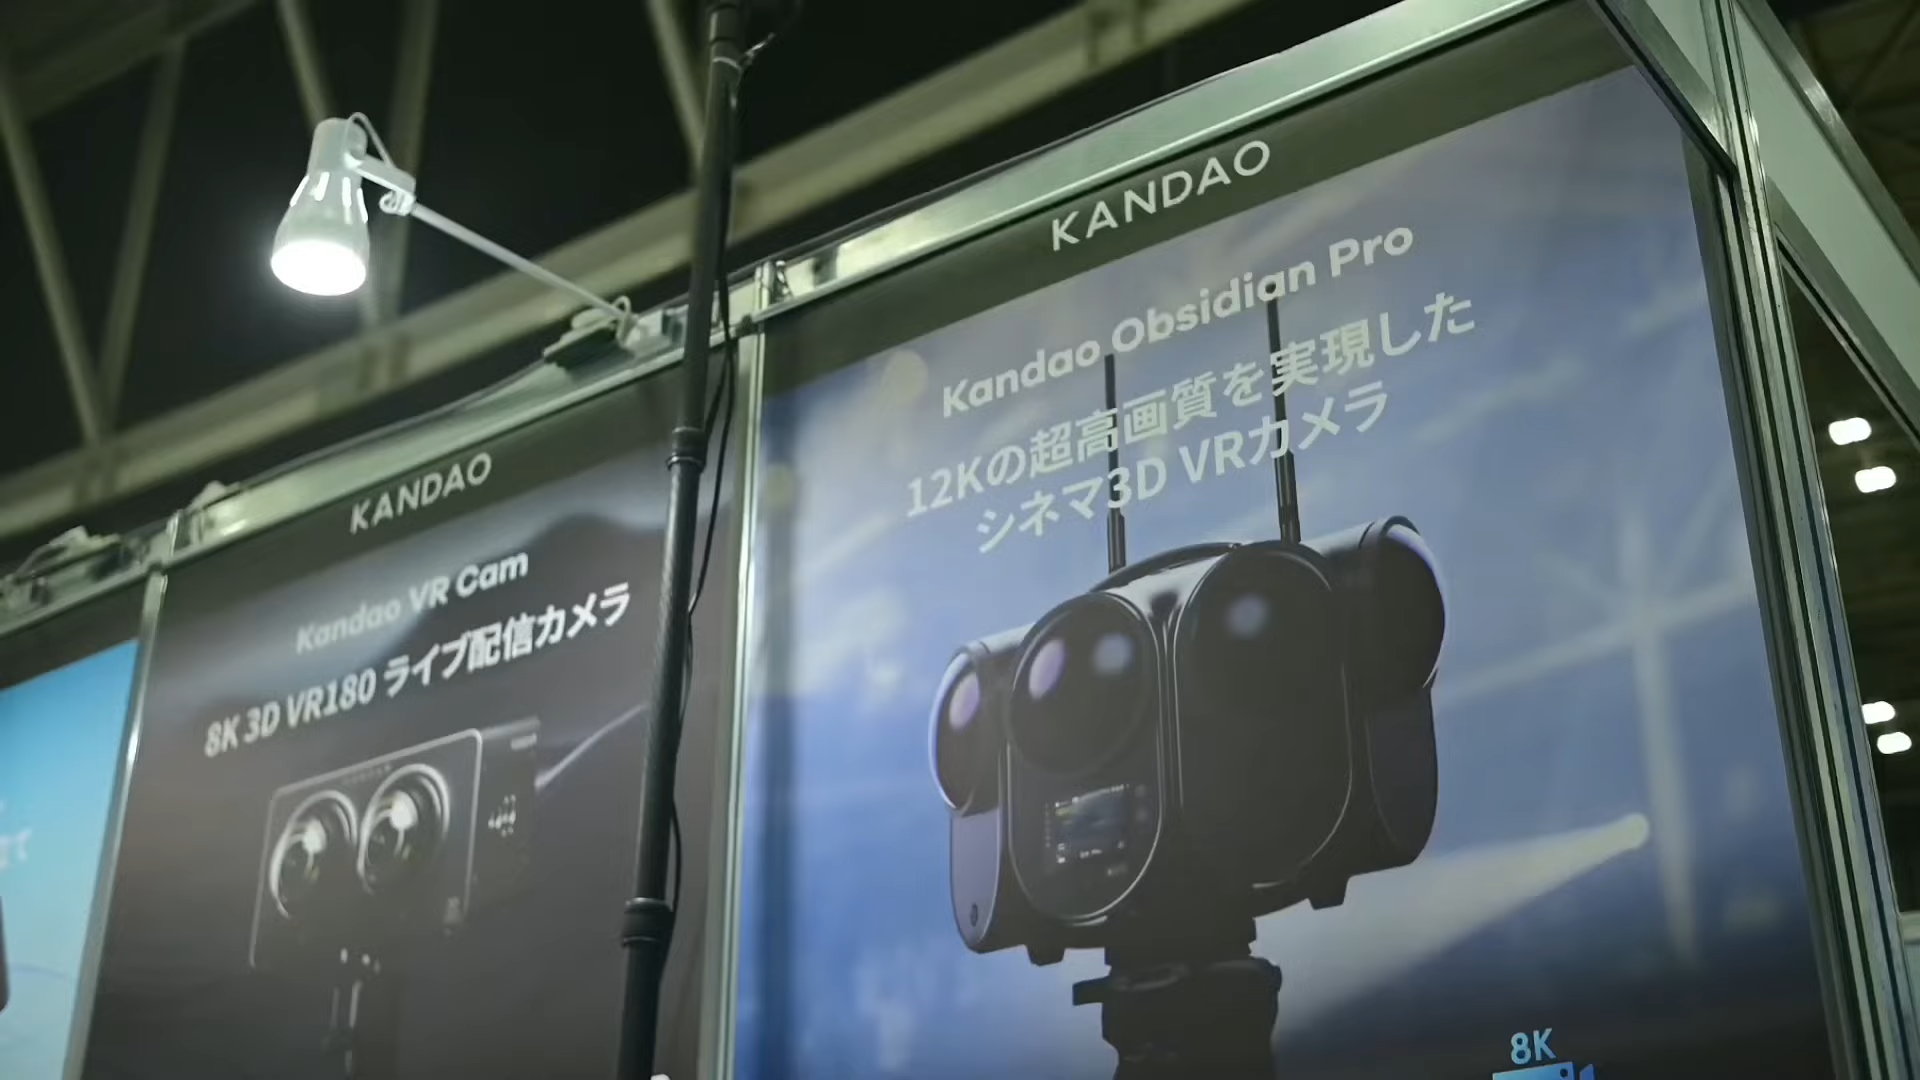 KANDAO
Kandao VR Cam
8K 3D VR180 ライブ配信カメラ
KANDAO
Kandao Obsidian Pro
12Kの超高画質を実現した
シネマ3D VRカメラ
8K